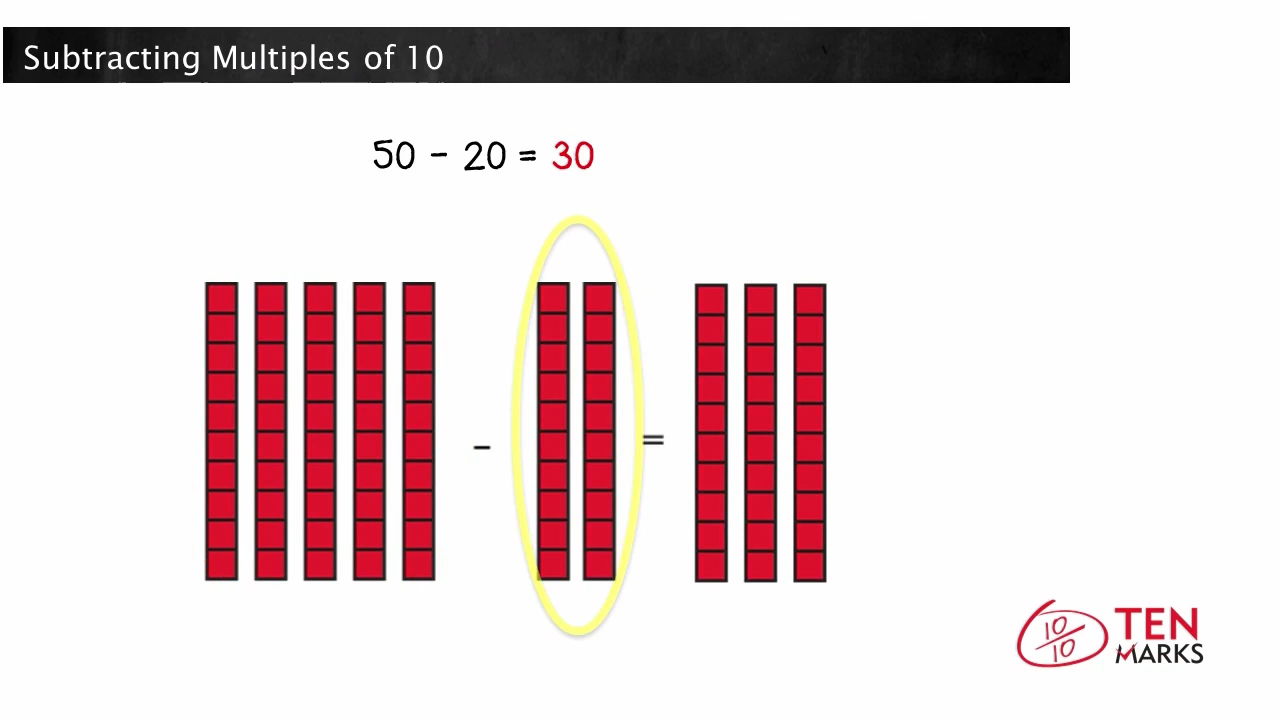 Subtracting Multiples of 10
50 - 20 = 30
- =
10
10
TEN
MARKS